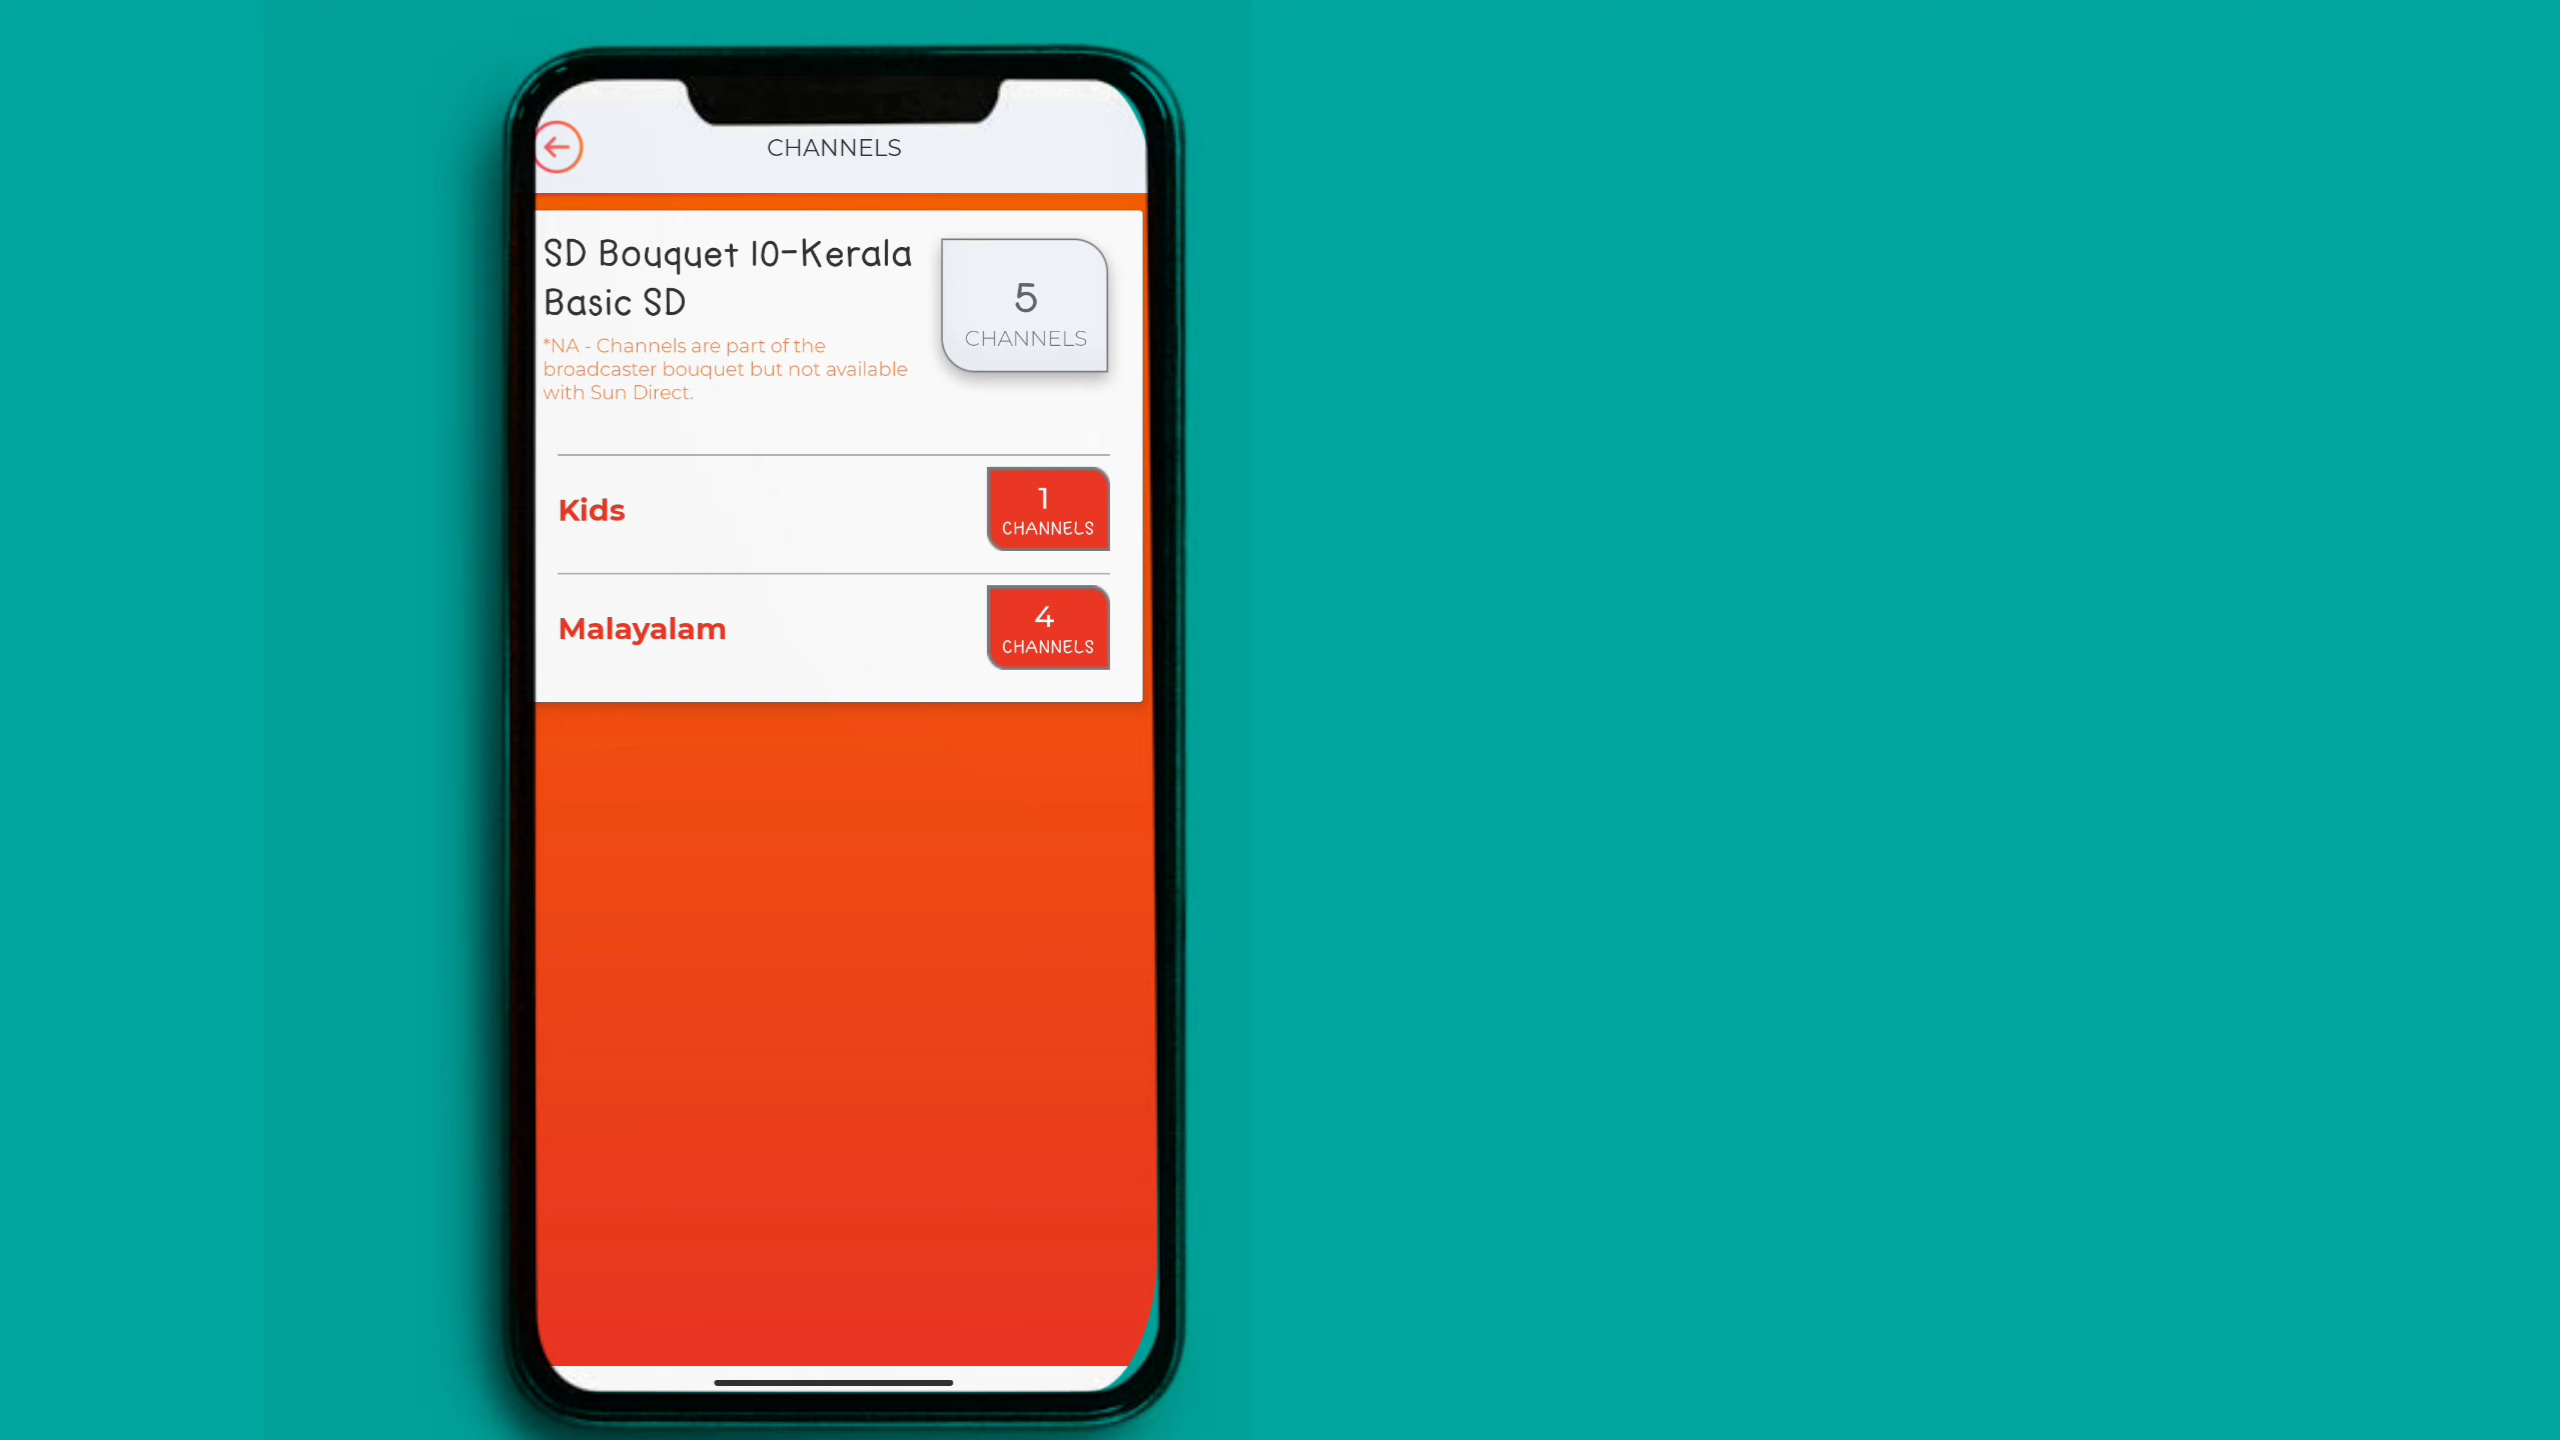 CHANNELS
SD Bouquet 10-Kerala
Basic SD
*NA - Channels are part of the
broadcaster bouquet but not available
with Sun Direct.
5
CHANNELS
Kids
1
CHANNELS
Malayalam
4
CHANNELS